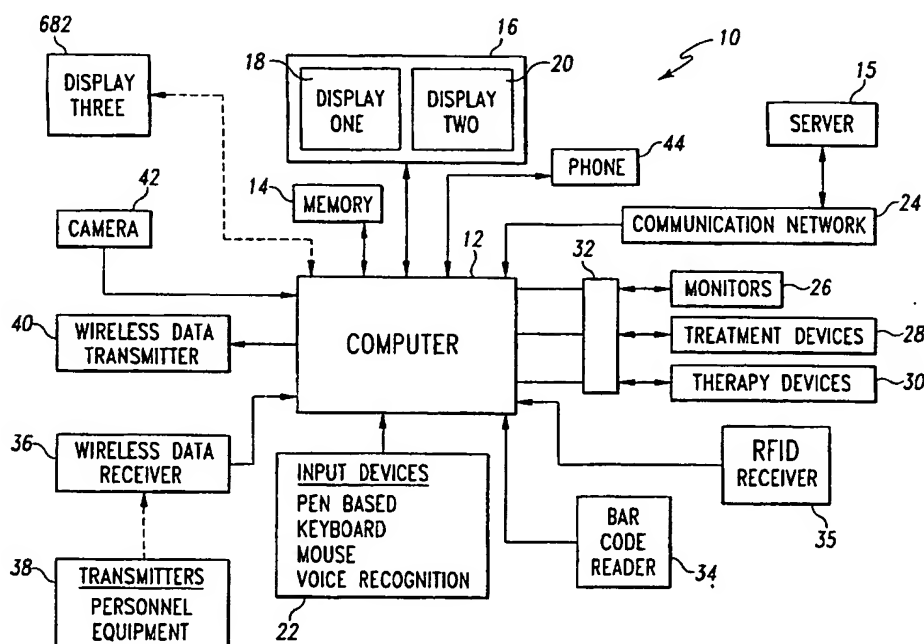 682
DISPLAY
THREE
16
18
DISPLAY
ONE
20
DISPLAY
TWO
10
15
SERVER
PHONE
44
14
MEMORY
42
CAMERA
COMMUNICATION NETWORK
24
12
COMPUTER
32
MONITORS
26
TREATMENT DEVICES
28
THERAPY DEVICES
30
40
WIRELESS DATA
TRANSMITTER
36
WIRELESS DATA
RECEIVER
38
TRANSMITTERS
PERSONNEL
EQUIPMENT
INPUT DEVICES
PEN BASED
KEYBOARD
MOUSE
VOICE RECOGNITION
22
BAR
CODE
READER
34
RFID
RECEIVER
35